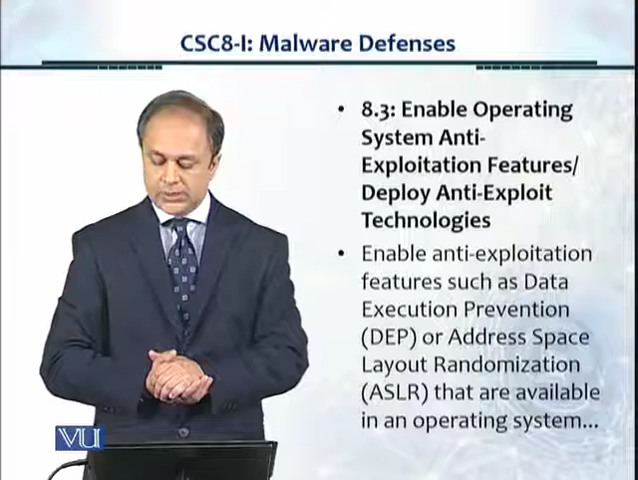 CSC8-I: Malware Defenses
• 8.3: Enable Operating
System Anti-
Exploitation Features/
Deploy Anti-Exploit
Technologies
• Enable anti-exploitation
features such as Data
Execution Prevention
(DEP) or Address Space
Layout Randomization
(ASLR) that are available
in an operating system...
VU